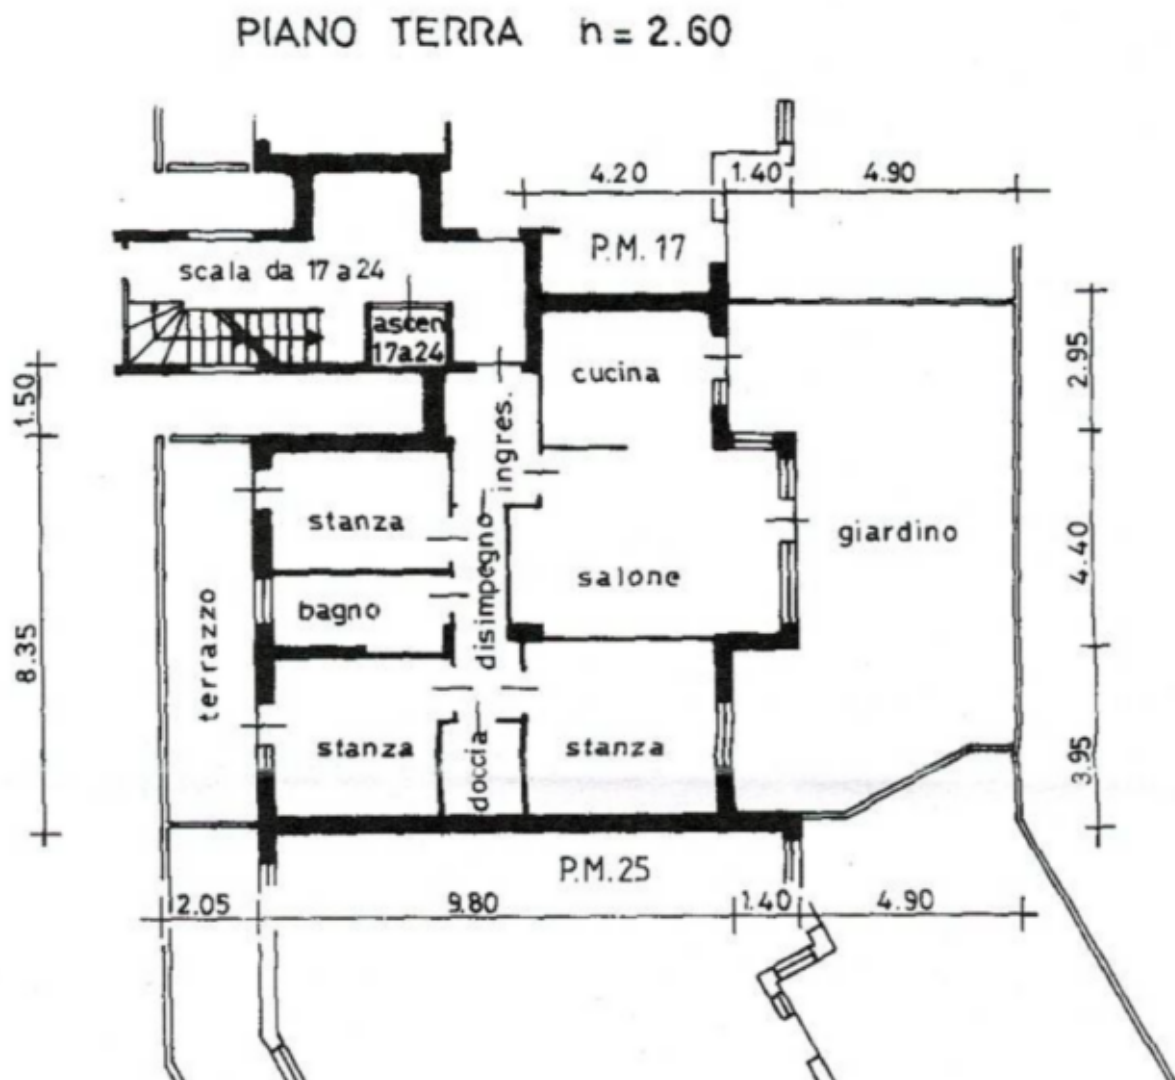 PIANO TERRA h = 2.60
4.20
1.40
4.90
P.M. 17
scala da 17 a 24
ascen
17a24
cucina
2.95
1.50
ingres.
stanza
disimpegno
giardino
4.40
salone
bagno
terrazzo
8.35
stanza
doccia
stanza
3.95
P.M. 25
2.05
9.80
1.40
4.90